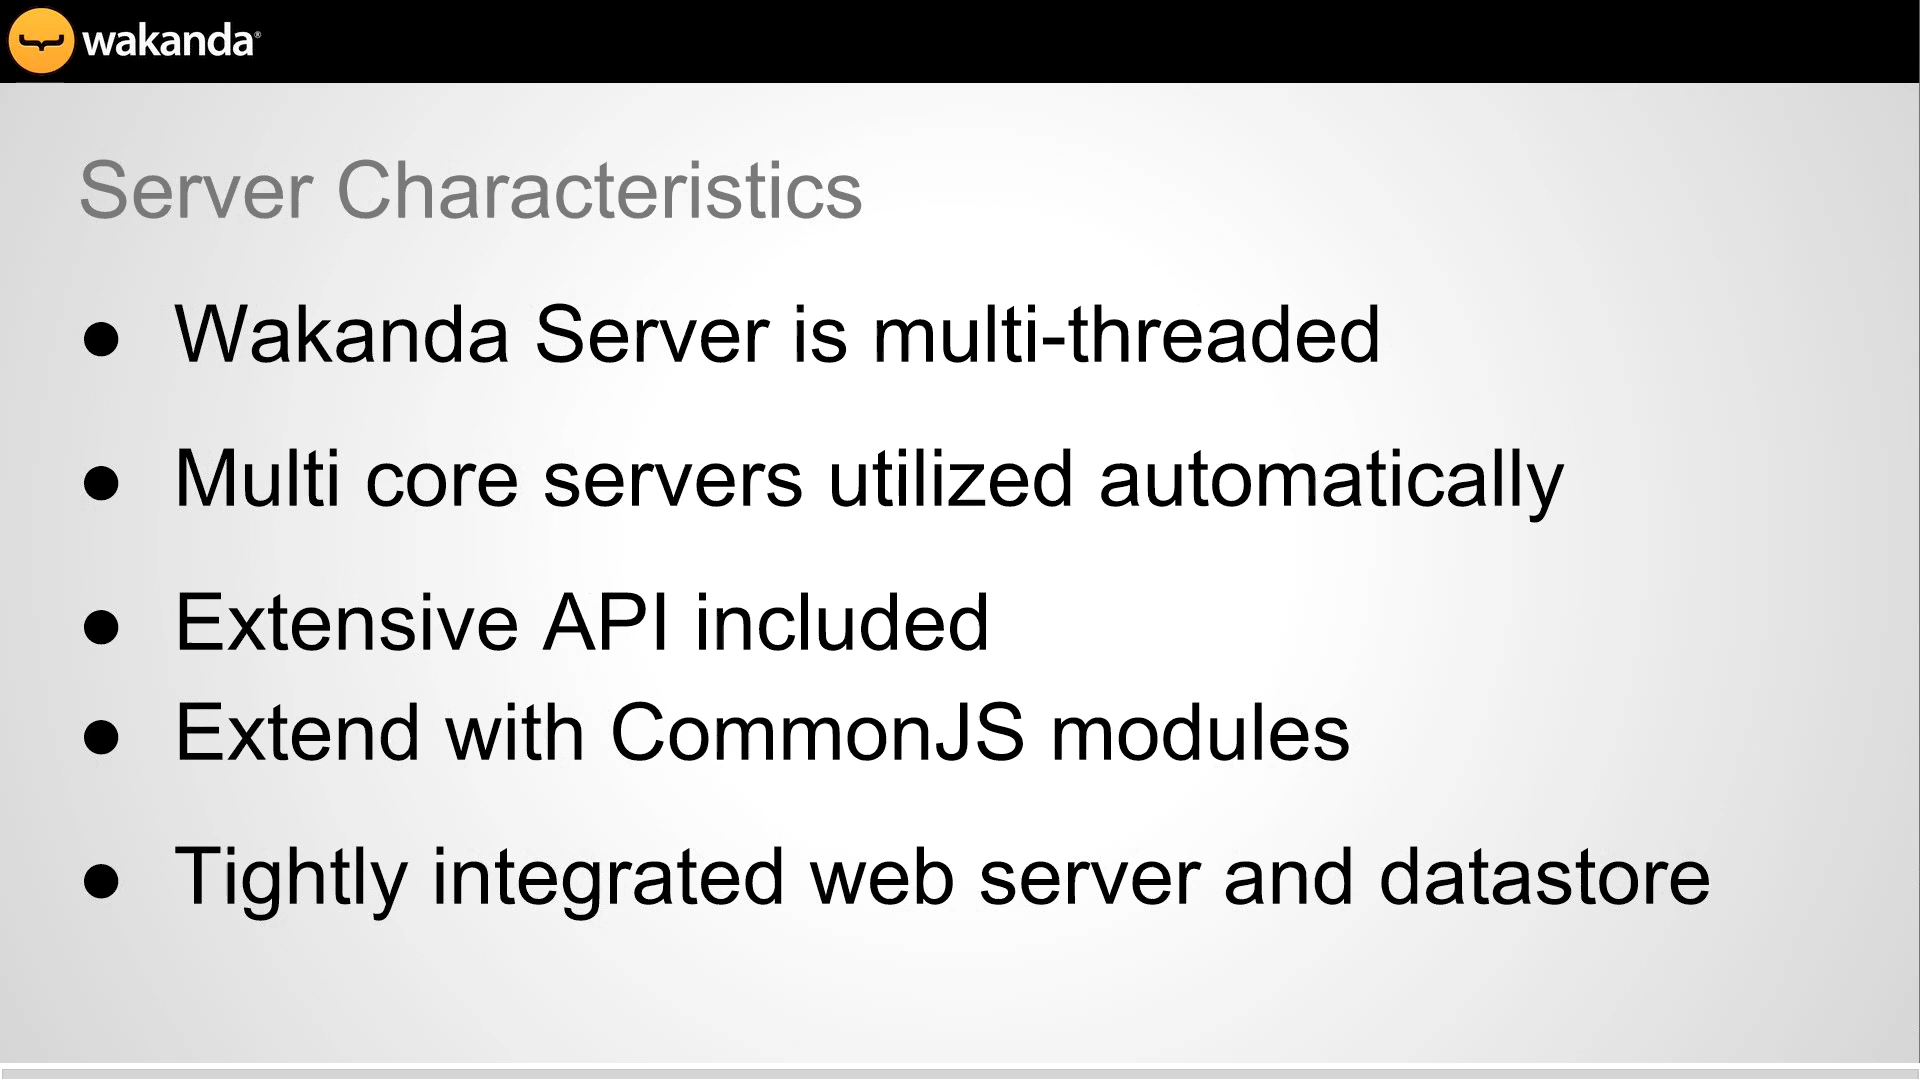 wakanda®
Server Characteristics
● Wakanda Server is multi-threaded
● Multi core servers utilized automatically
● Extensive API included
● Extend with CommonJS modules
● Tightly integrated web server and datastore